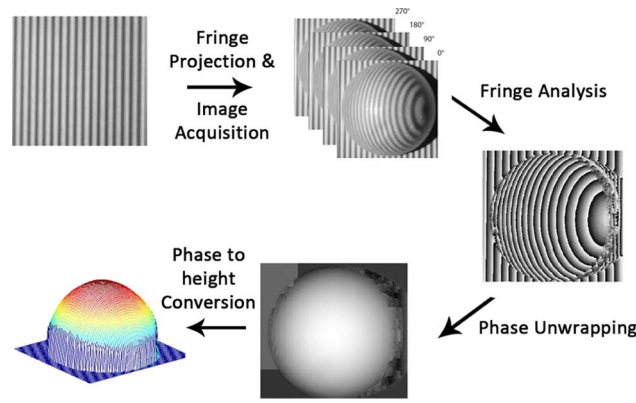 Fringe
Projection &
Image
Acquisition
270°
180°
90°
0°
Fringe Analysis
Phase Unwrapping
Phase to
height
Conversion